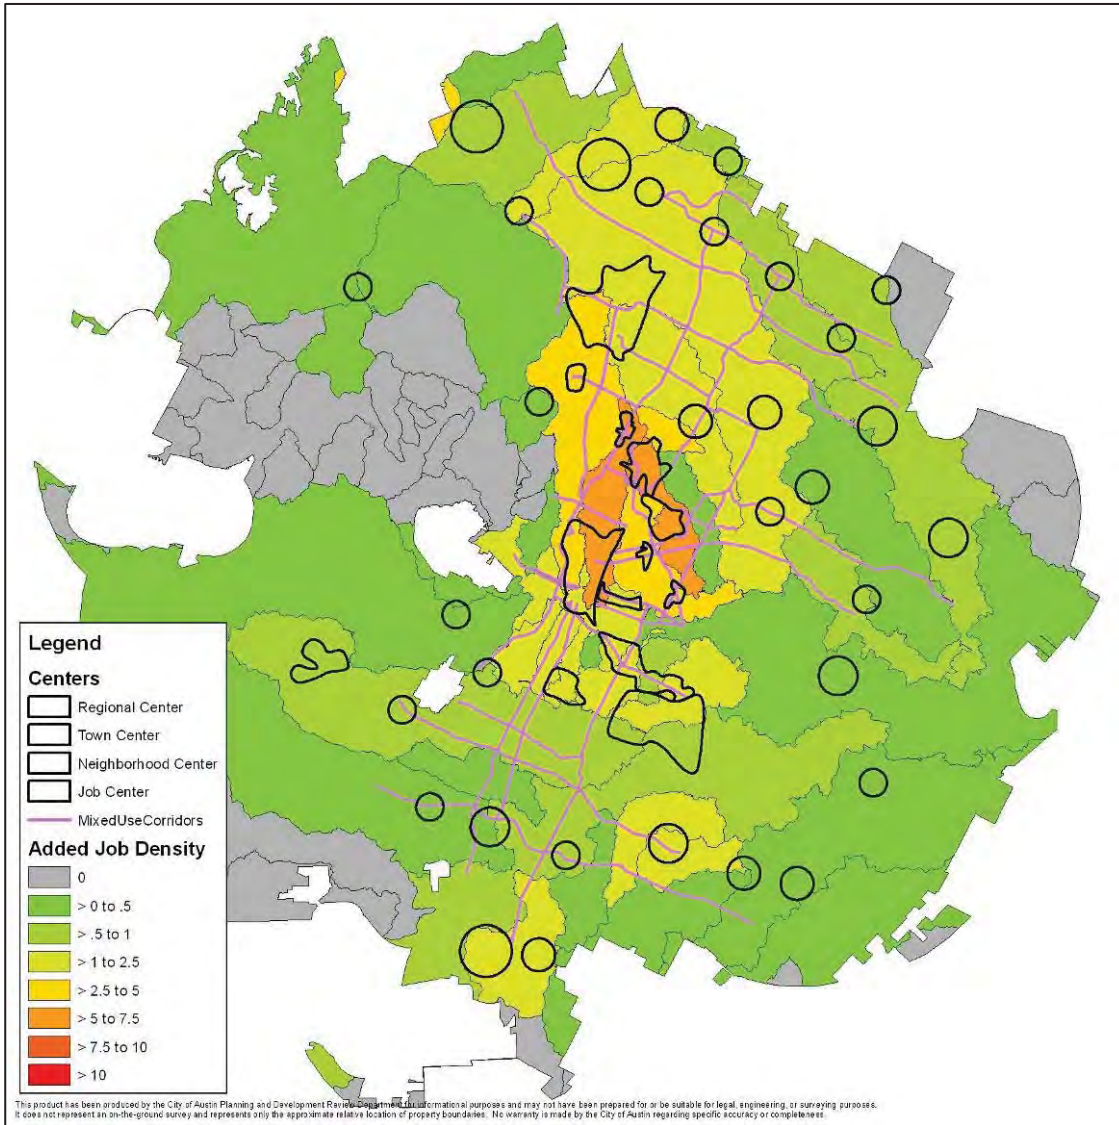 Legend
Centers
Regional Center
Town Center
Neighborhood Center
Job Center
MixedUseCorridors
Added Job Density
0
> 0 to .5
> .5 to 1
> 1 to 2.5
> 2.5 to 5
> 5 to 7.5
> 7.5 to 10
> 10
This product has been produced by the City of Austin Planning and Development Review Department for informational purposes and may not have been prepared for or be suitable for legal, engineering, or surveying purposes.
It does not represent an on-the-ground survey and represents only the approximate relative location of property boundaries. No warranty is made by the City of Austin regarding specific accuracy or completeness.